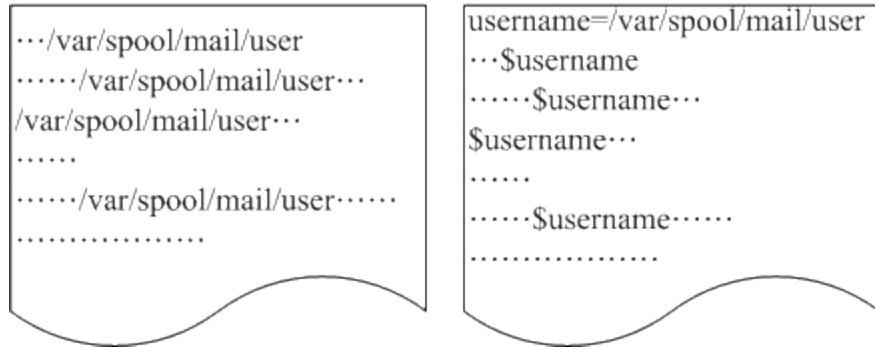 ···/var/spool/mail/user
······/var/spool/mail/user···
/var/spool/mail/user···
······
······/var/spool/mail/user······
··················
username=/var/spool/mail/user
···$username
······$username···
$username···
······
······$username······
··················